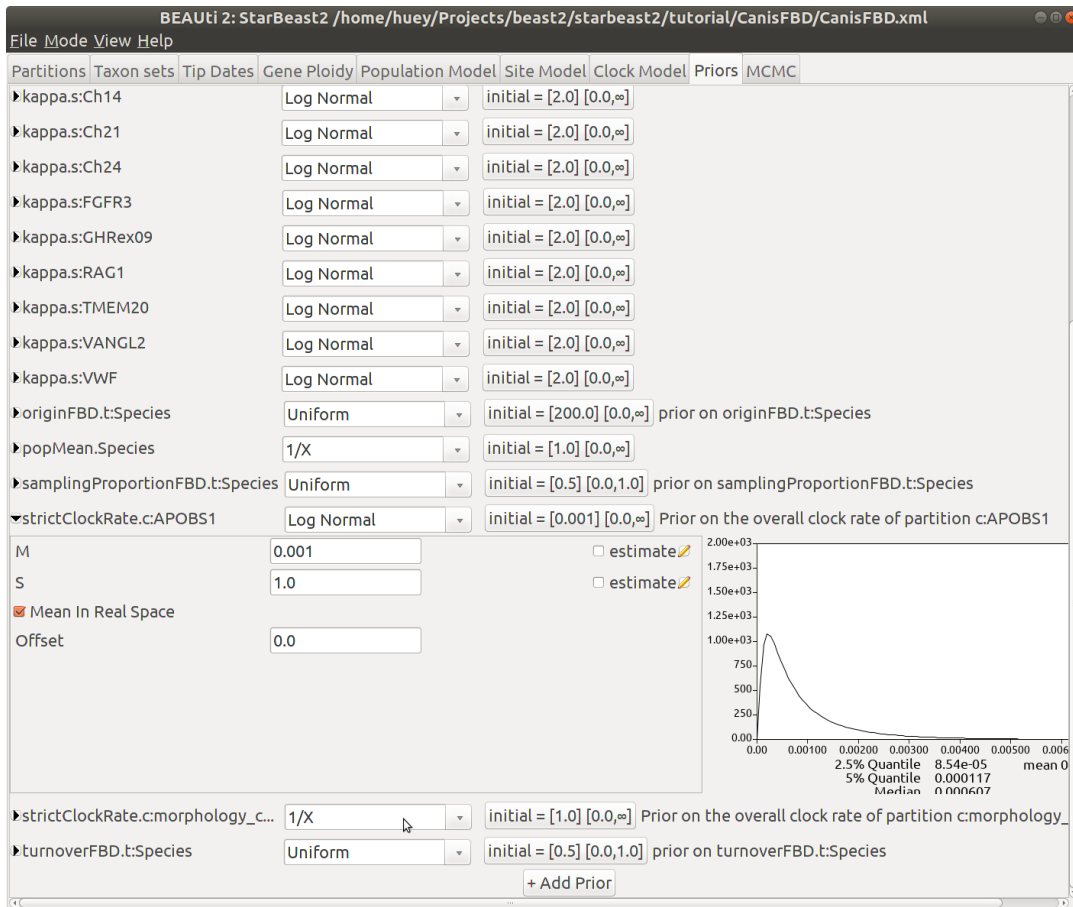 BEAUti 2: StarBeast2 /home/huey/Projects/beast2/starbeast2/tutorial/CanisFBD/CanisFBD.xml
File Mode View Help
Partitions Taxon sets Tip Dates Gene Ploidy Population Model Site Model Clock Model Priors MCMC
kappa.s:Ch14 Log Normal initial = [2.0] [0.0,∞]
kappa.s:Ch21 Log Normal initial = [2.0] [0.0,∞]
kappa.s:Ch24 Log Normal initial = [2.0] [0.0,∞]
kappa.s:FGFR3 Log Normal initial = [2.0] [0.0,∞]
kappa.s:GHRex09 Log Normal initial = [2.0] [0.0,∞]
kappa.s:RAG1 Log Normal initial = [2.0] [0.0,∞]
kappa.s:TMEM20 Log Normal initial = [2.0] [0.0,∞]
kappa.s:VANGL2 Log Normal initial = [2.0] [0.0,∞]
kappa.s:VWF Log Normal initial = [2.0] [0.0,∞]
originFBD.t:Species Uniform initial = [200.0] [0.0,∞] prior on originFBD.t:Species
popMean.Species 1/X initial = [1.0] [0.0,∞]
samplingProportionFBD.t:Species Uniform initial = [0.5] [0.0,1.0] prior on samplingProportionFBD.t:Species
strictClockRate.c:APOBS1 Log Normal initial = [0.001] [0.0,∞] Prior on the overall clock rate of partition c:APOBS1
M 0.001 estimate
S 1.0 estimate
Mean In Real Space
Offset 0.0
2.00e+03
1.75e+03
1.50e+03
1.25e+03
1.00e+03
750
500
250
0.00
0.00 0.00100 0.00200 0.00300 0.00400 0.00500 0.006
2.5% Quantile 8.54e-05 mean 0
5% Quantile 0.000117
Median 0.000607
strictClockRate.c:morphology_c... 1/X initial = [1.0] [0.0,∞] Prior on the overall clock rate of partition c:morphology_
turnoverFBD.t:Species Uniform initial = [0.5] [0.0,1.0] prior on turnoverFBD.t:Species
+ Add Prior